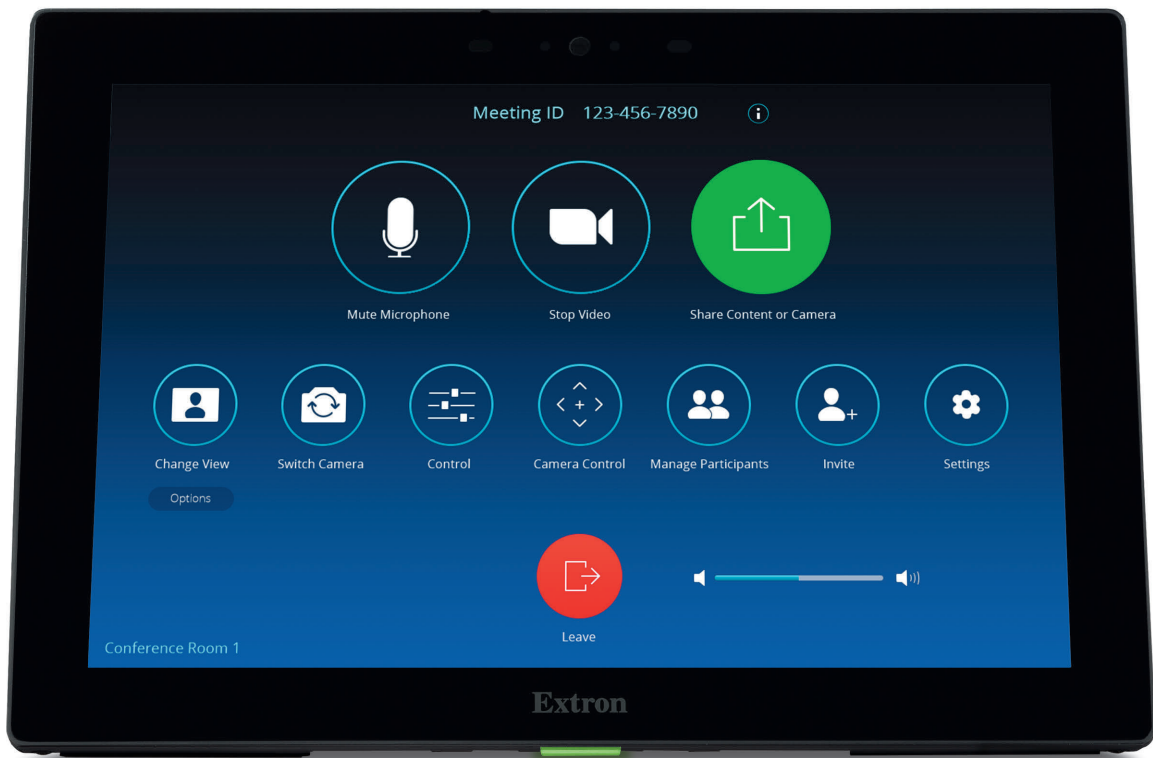 Meeting ID 123-456-7890
Mute Microphone Stop Video Share Content or Camera
Change View Switch Camera Control Camera Control Manage Participants Invite Settings
Options
Leave
Conference Room 1
Extron